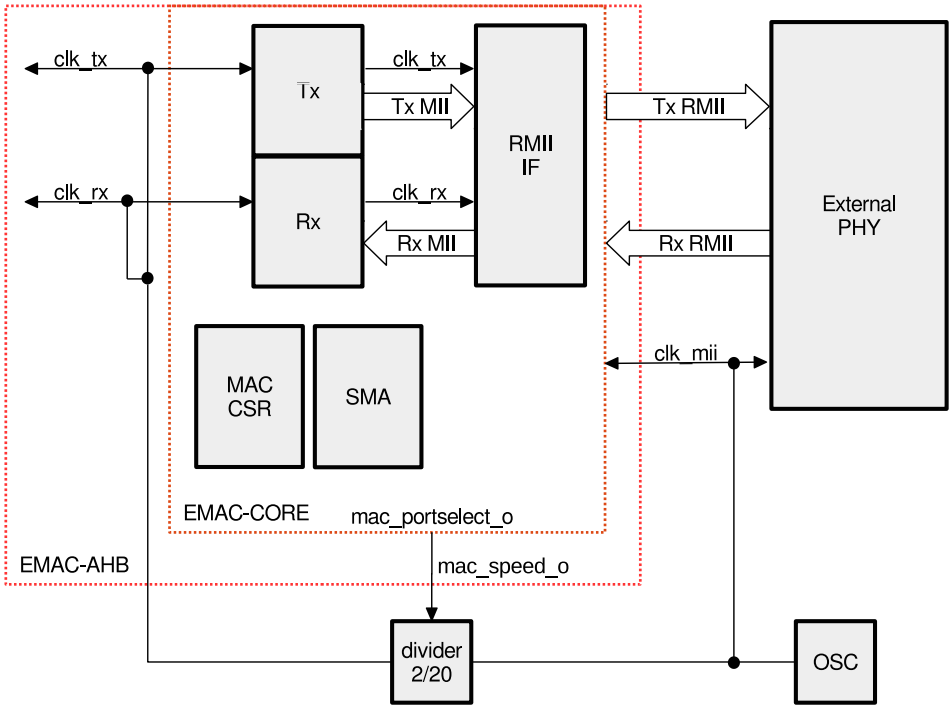 clk_tx
Tx
clk_tx
Tx MII
RMII
IF
Tx RMII
clk_rx
Rx
clk_rx
Rx MII
Rx RMII
External
PHY
clk_mii
MAC
CSR
SMA
EMAC-CORE
mac_portselect_o
EMAC-AHB
mac_speed_o
divider
2/20
OSC